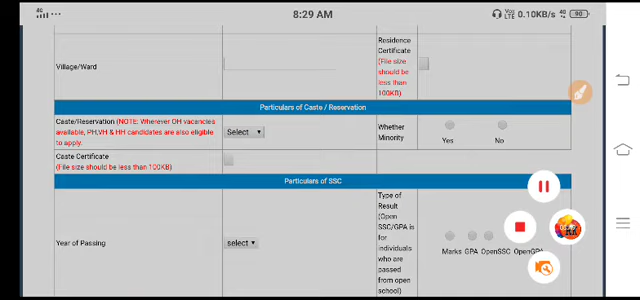 4G 8:29 AM Vo) LTE 0.10KB/s 4G 90
Residence
Certificate
(File size
should be
less than
100KB)
Village/Ward
Particulars of Caste / Reservation
Caste/Reservation (NOTE: Wherever OH vacancies
available, PH,VH & HH candidates are also eligible
to apply.
Select
Whether
Minority
Yes No
Caste Certificate
(File size should be less than 100KB)
Particulars of SSC
Year of Passing
select
Type of
Result
(Open
SSC/GPA is
for
individuals
who are
passed from
open
school)
Marks GPA OpenSSC OpenGPA